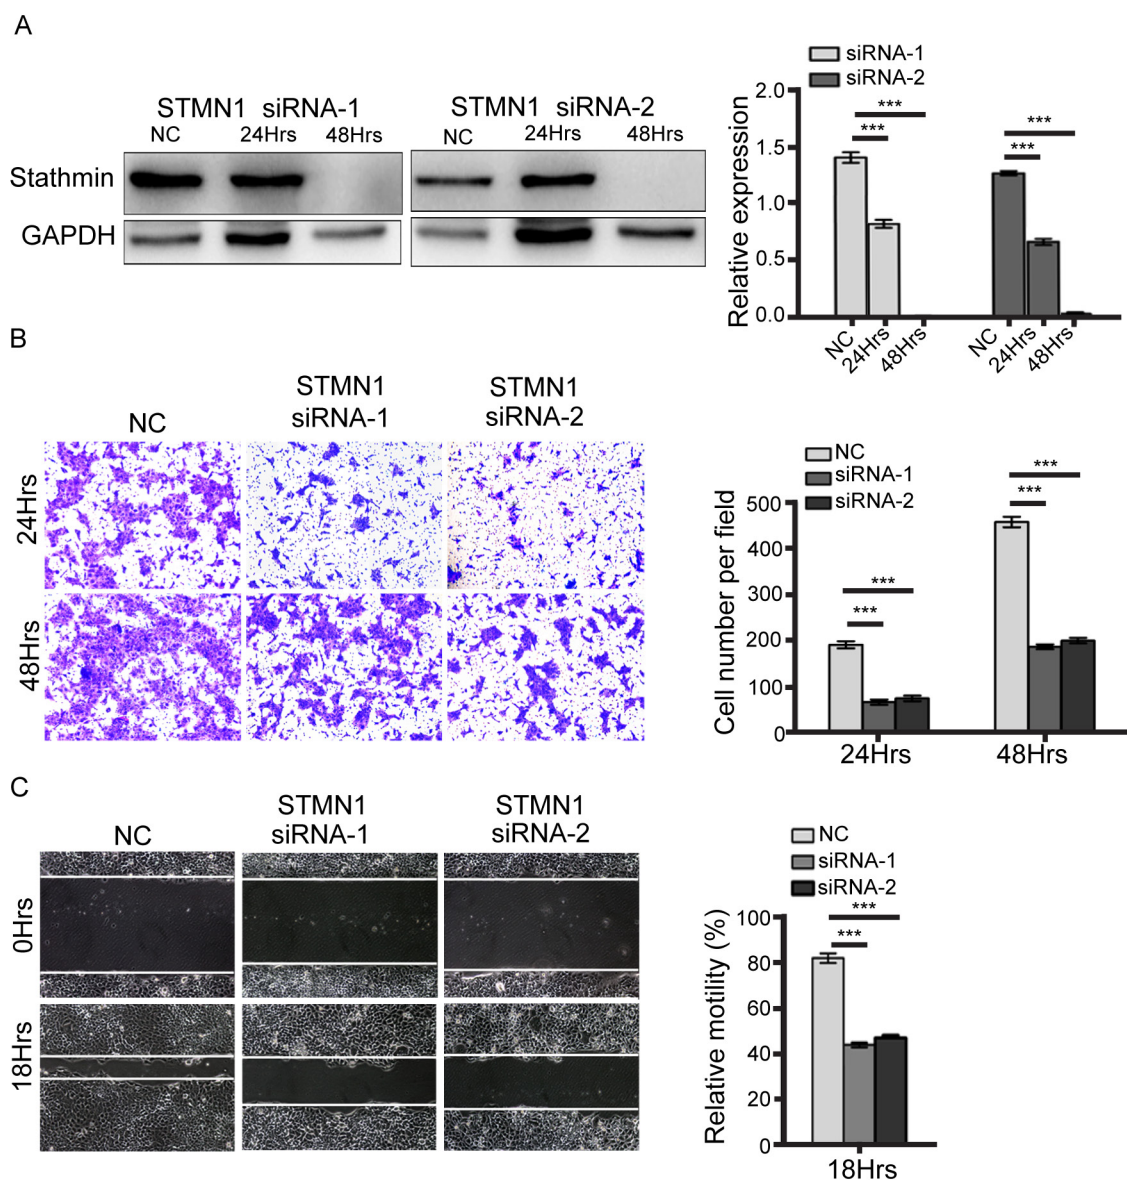 A
STMN1 siRNA-1
NC 24Hrs 48Hrs
STMN1 siRNA-2
NC 24Hrs 48Hrs
Stathmin
GAPDH
siRNA-1
siRNA-2
Relative expression
2.0
1.5
1.0
0.5
0.0
***
***
***
***
NC 24Hrs 48Hrs
NC 24Hrs 48Hrs
B
NC
STMN1
siRNA-1
STMN1
siRNA-2
24Hrs
48Hrs
NC
siRNA-1
siRNA-2
Cell number per field
500
400
300
200
100
0
***
***
***
***
24Hrs 48Hrs
C
NC
STMN1
siRNA-1
STMN1
siRNA-2
0Hrs
18Hrs
NC
siRNA-1
siRNA-2
Relative motility (%)
100
80
60
40
20
0
***
***
18Hrs